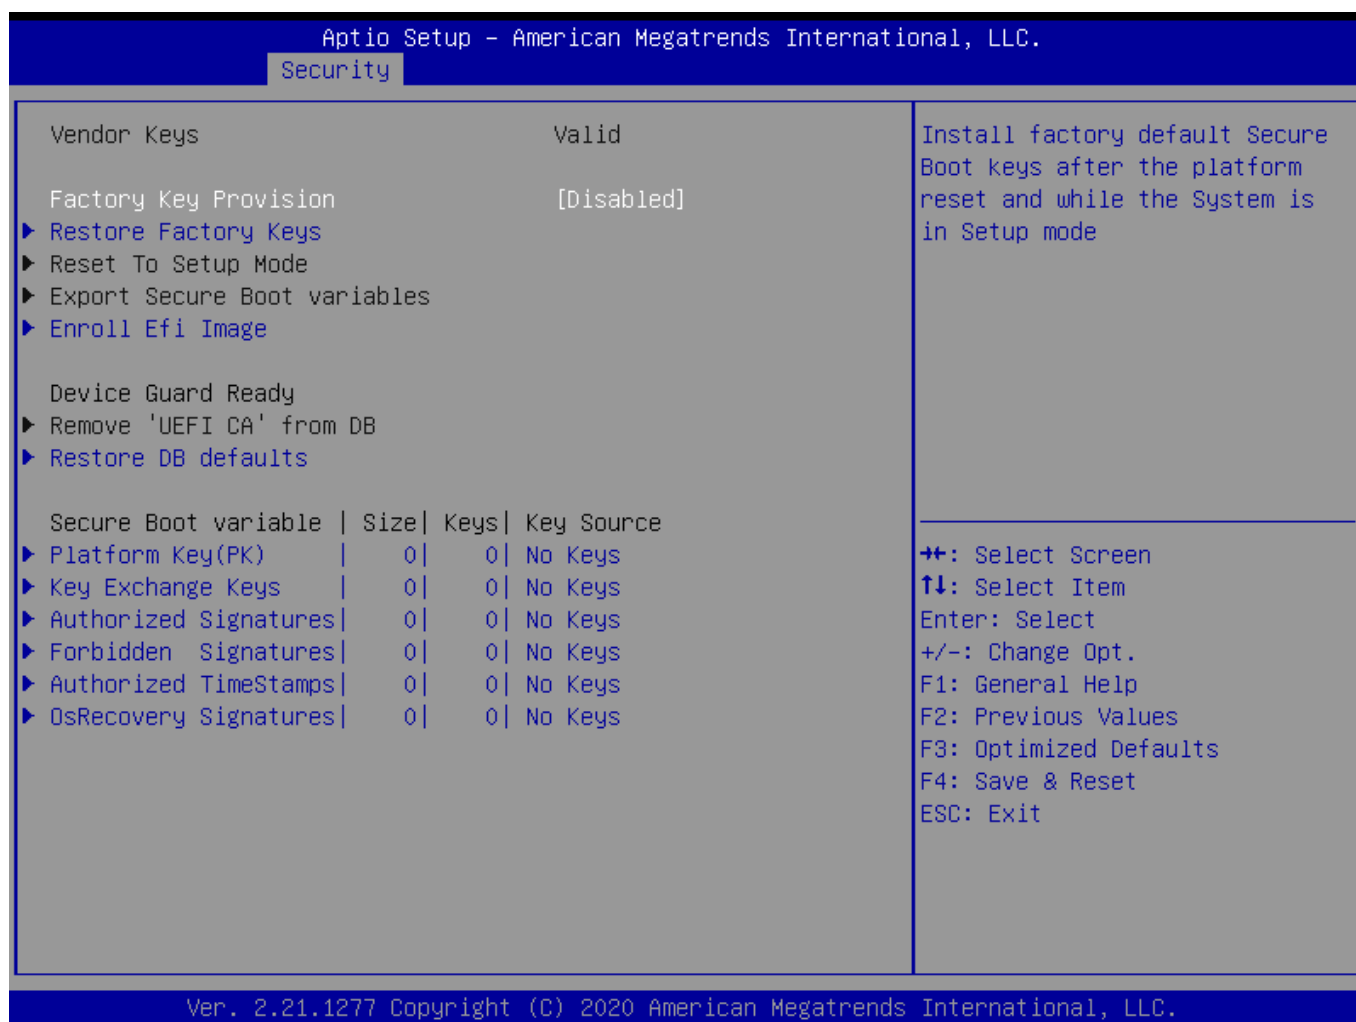 Aptio Setup – American Megatrends International, LLC.
Security
Vendor Keys Valid
Factory Key Provision [Disabled]
▶ Restore Factory Keys
▶ Reset To Setup Mode
▶ Export Secure Boot variables
▶ Enroll Efi Image
Device Guard Ready
▶ Remove 'UEFI CA' from DB
▶ Restore DB defaults
Secure Boot variable | Size| Keys| Key Source
▶ Platform Key(PK) | 0| 0| No Keys
▶ Key Exchange Keys | 0| 0| No Keys
▶ Authorized Signatures| 0| 0| No Keys
▶ Forbidden Signatures| 0| 0| No Keys
▶ Authorized TimeStamps| 0| 0| No Keys
▶ OsRecovery Signatures| 0| 0| No Keys
Install factory default Secure
Boot keys after the platform
reset and while the System is
in Setup mode
→←: Select Screen
↑↓: Select Item
Enter: Select
+/-: Change Opt.
F1: General Help
F2: Previous Values
F3: Optimized Defaults
F4: Save & Reset
ESC: Exit
Ver. 2.21.1277 Copyright (C) 2020 American Megatrends International, LLC.